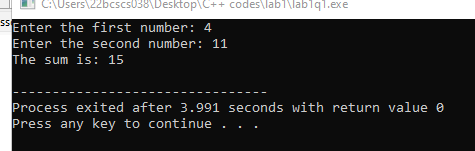 C:\Users\22bcscs038\Desktop\C++ codes\lab1\lab1q1.exe
Enter the first number: 4
Enter the second number: 11
The sum is: 15
--------------------------------
Process exited after 3.991 seconds with return value 0
Press any key to continue . . .